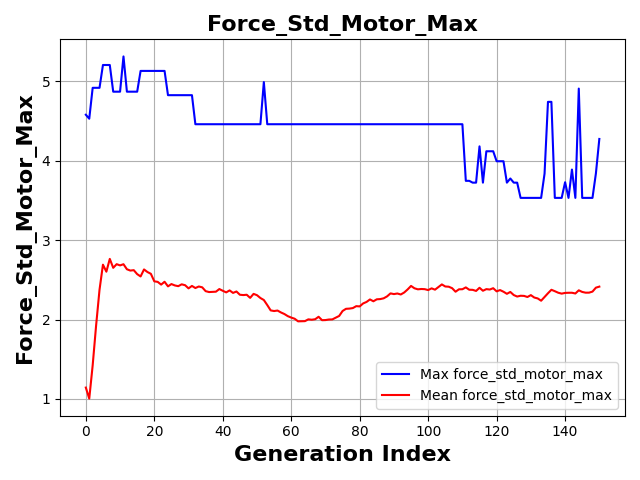 Force_Std_Motor_Max
Force_Std_Motor_Max
5
4
3
2
1
0
20
40
60
80
100
120
140
Max force_std_motor_max
Mean force_std_motor_max
Generation Index